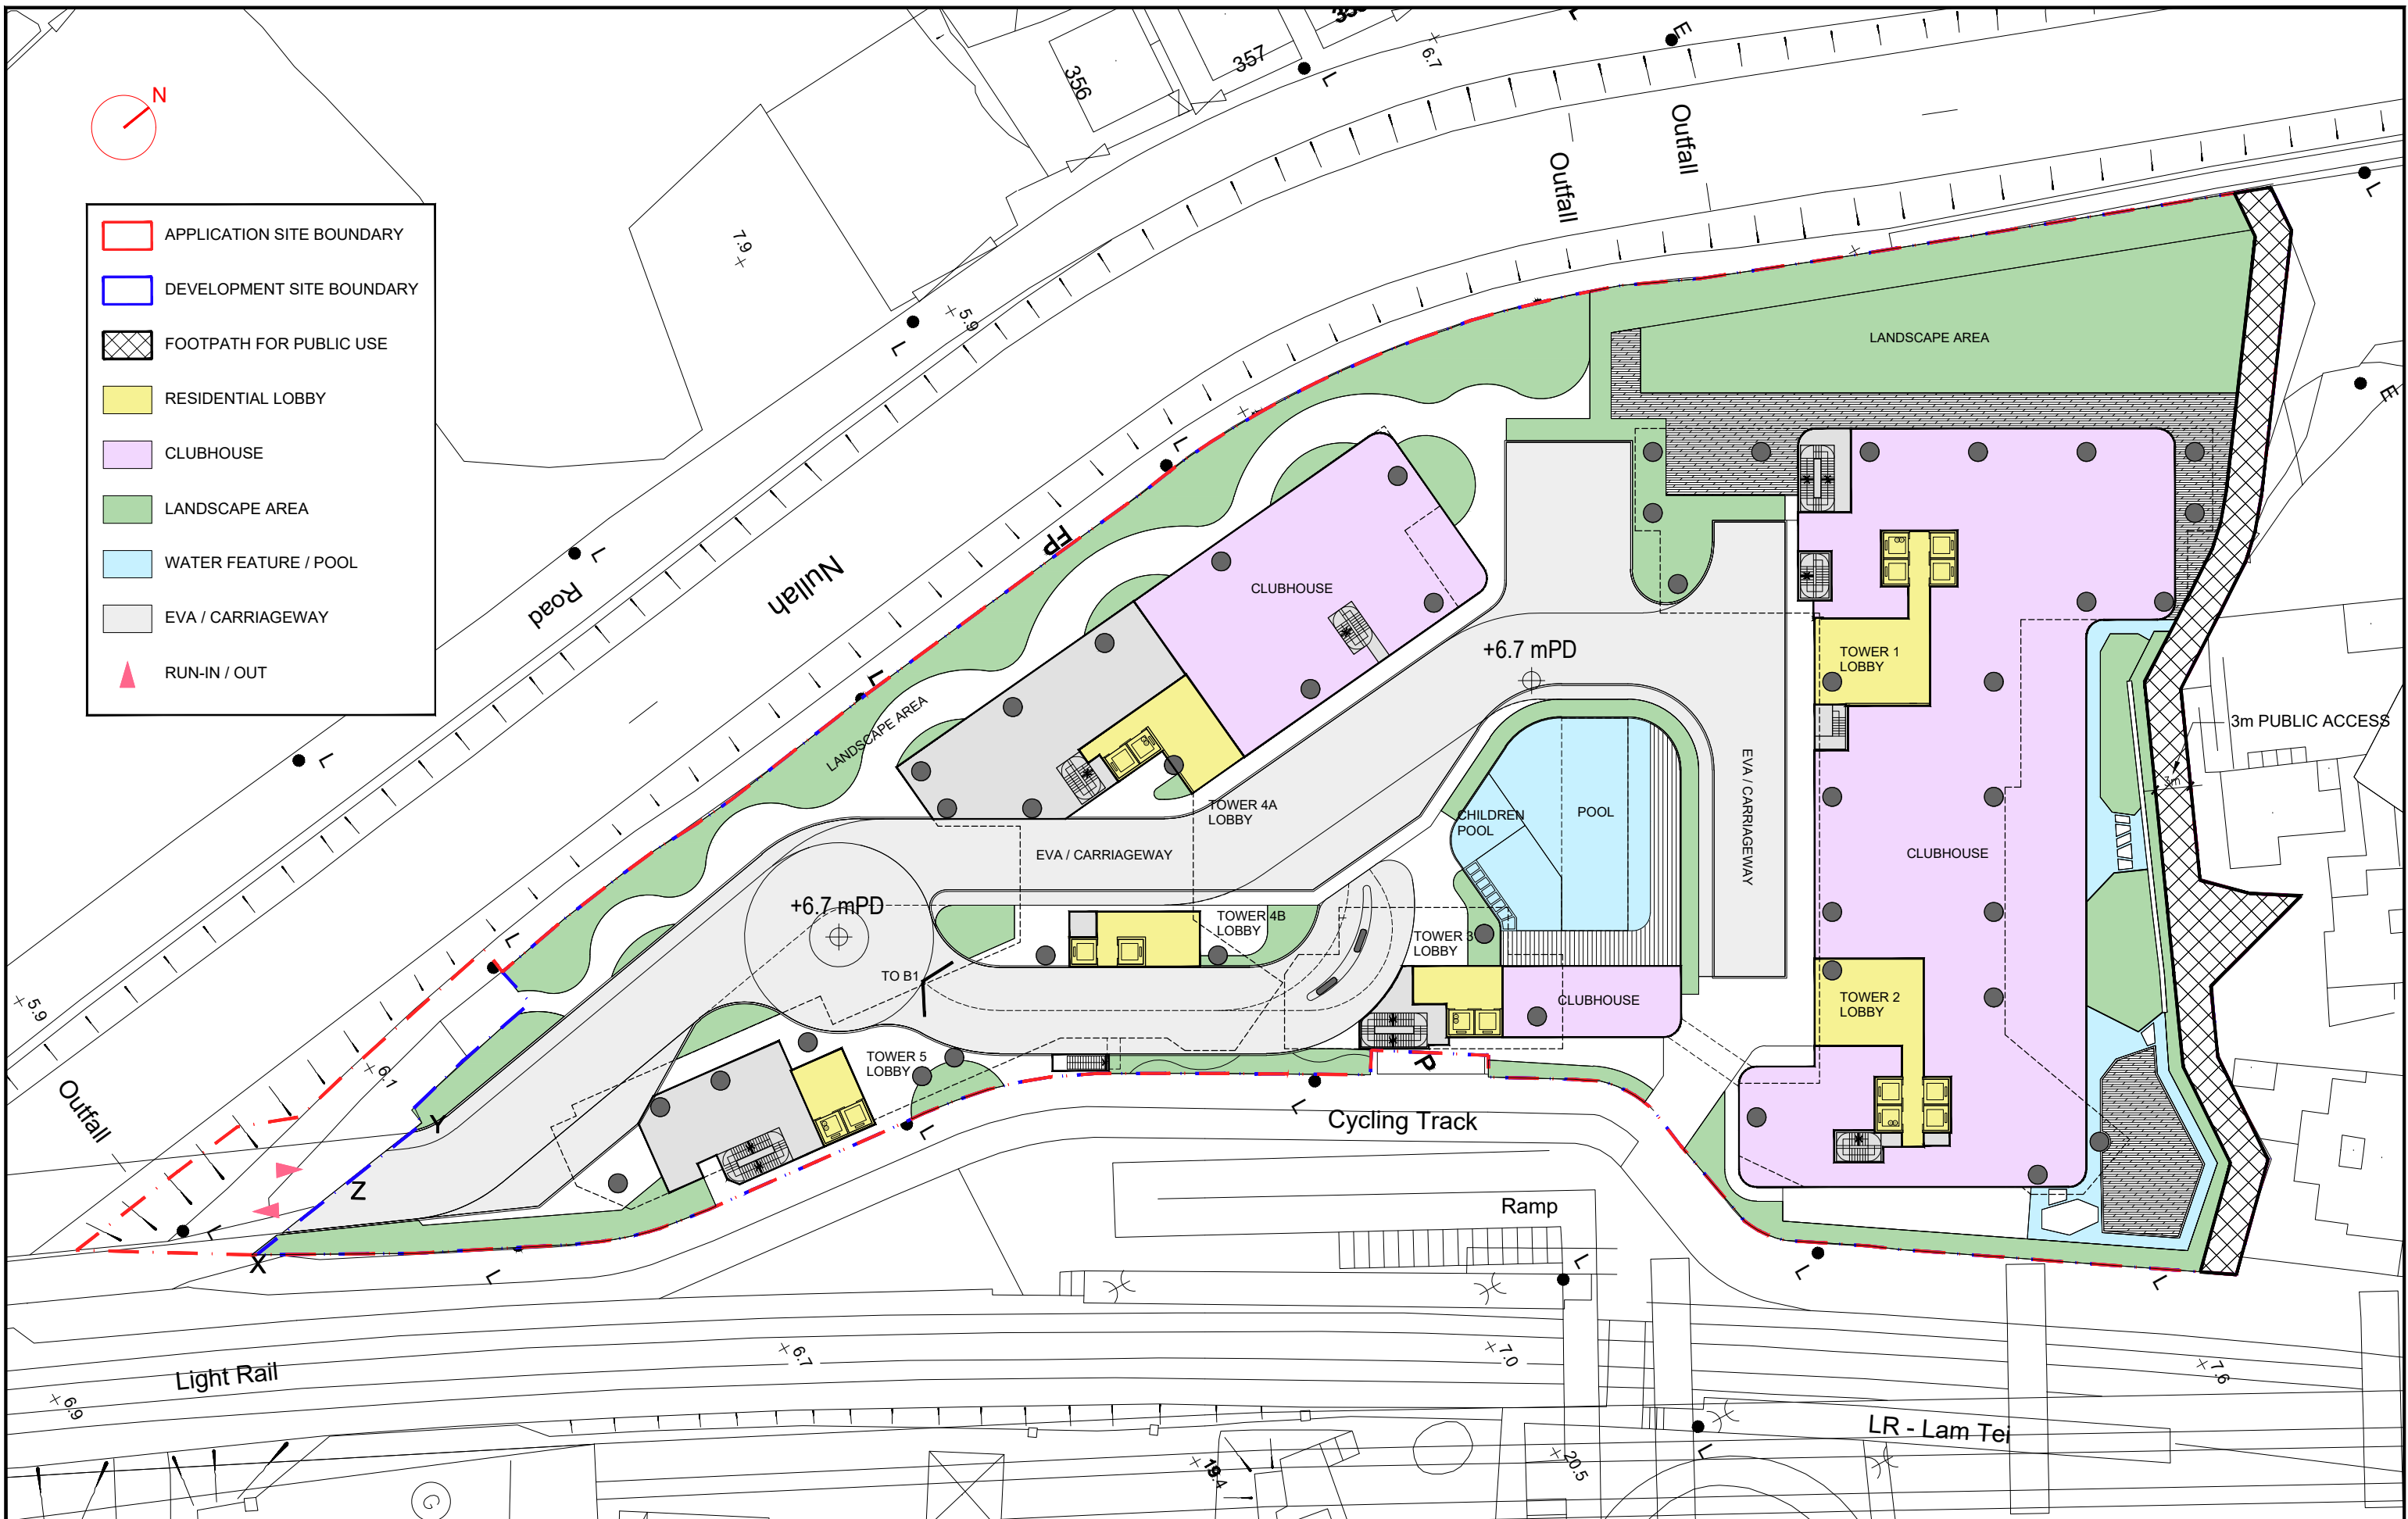 N
APPLICATION SITE BOUNDARY
DEVELOPMENT SITE BOUNDARY
FOOTPATH FOR PUBLIC USE
RESIDENTIAL LOBBY
CLUBHOUSE
LANDSCAPE AREA
WATER FEATURE / POOL
EVA / CARRIAGEWAY
RUN-IN / OUT
356
357
6.7
E
L
L
Outfall
Outfall
L
7.9
5.9
L
L
LANDSCAPE AREA
E
L
FP
Nullah
Road
L
CLUBHOUSE
L
+6.7 mPD
TOWER 1
LOBBY
3m PUBLIC ACCESS
3m
LANDSCAPE AREA
L
TOWER 4A
LOBBY
CHILDREN
POOL
POOL
EVA / CARRIAGEWAY
CLUBHOUSE
EVA / CARRIAGEWAY
+6.7 mPD
TOWER 4B
LOBBY
TOWER 3
LOBBY
L
TO B1
CLUBHOUSE
TOWER 2
LOBBY
5.9
6.1
TOWER 5
LOBBY
P
Outfall
Y
L
L
Cycling Track
Z
Ramp
L
X
L
L
L
L
Light Rail
6.7
7.0
7.6
6.9
LR - Lam Tei
L
19.4
20.5
G